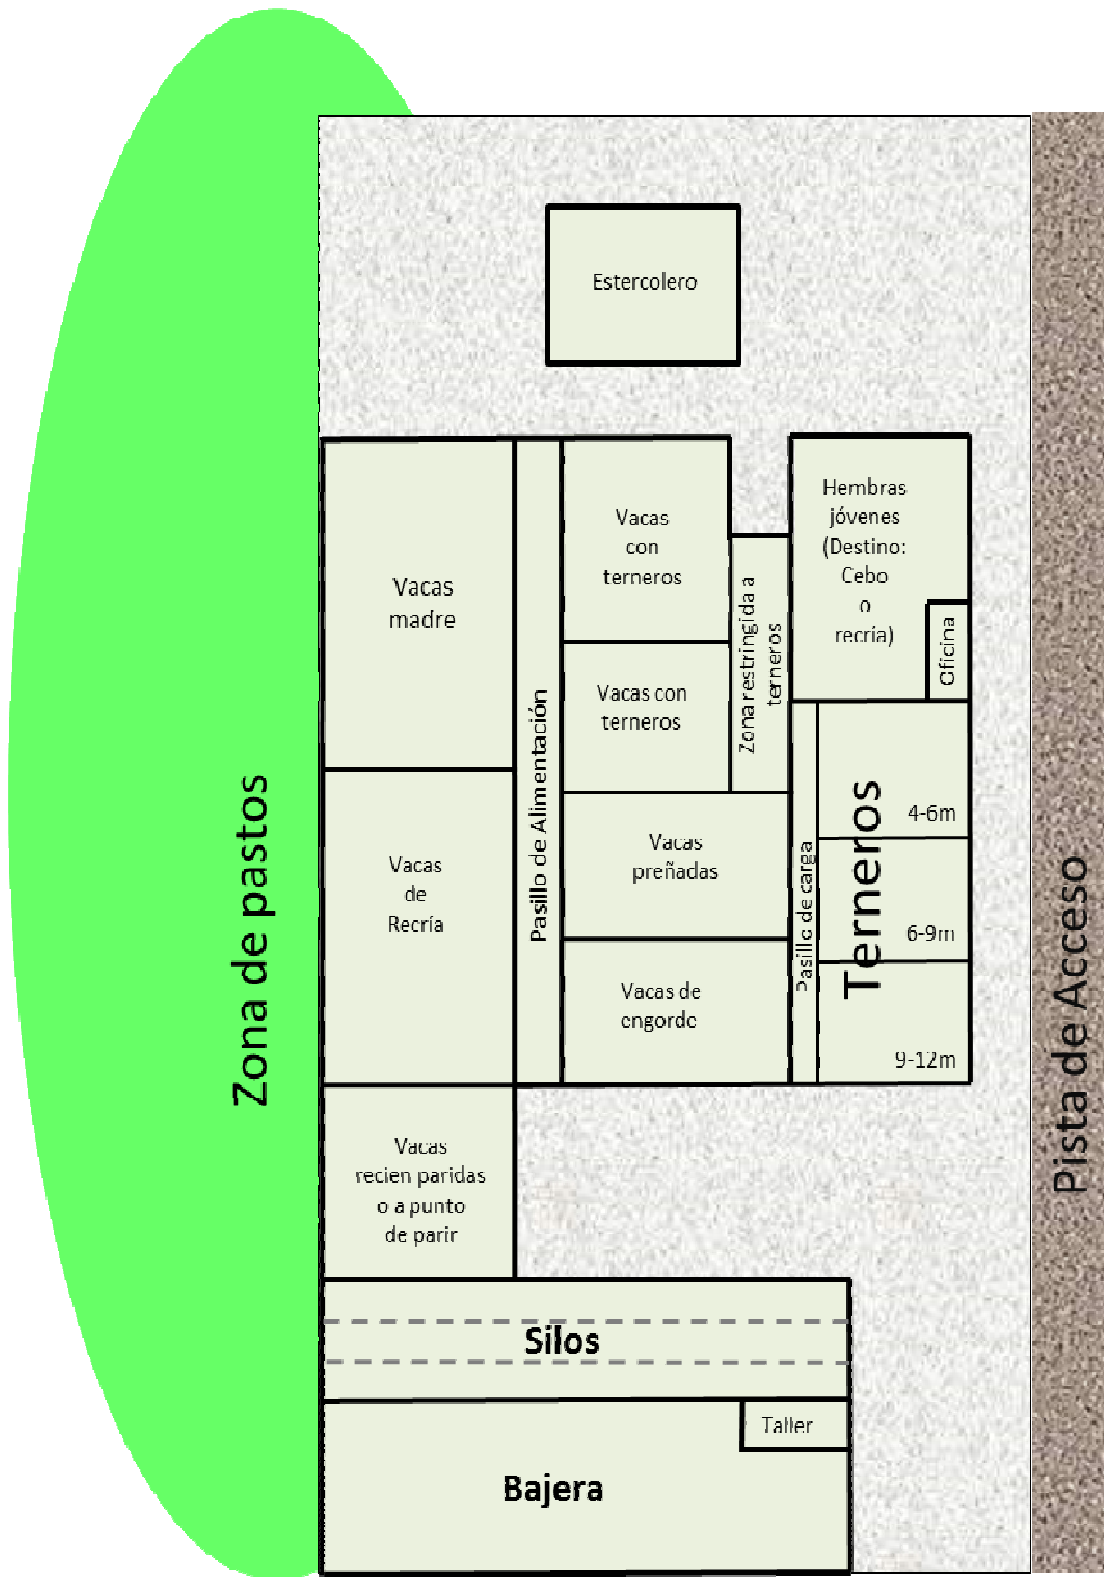 Estercolero
Vacas
madre
Pasillo de Alimentación
Vacas
con
terneros
Hembras
jóvenes
(Destino:
Cebo
o
recría)
Oficina
Zona restringida a
terneros
Vacas con
terneros
Zona de pastos
Vacas
de
Recría
Vacas
preñadas
Pasillo de carga
Terneros
4-6m
6-9m
9-12m
Vacas de
engorde
Pista de Acceso
Vacas
recien paridas
o a punto
de parir
Silos
Taller
Bajera